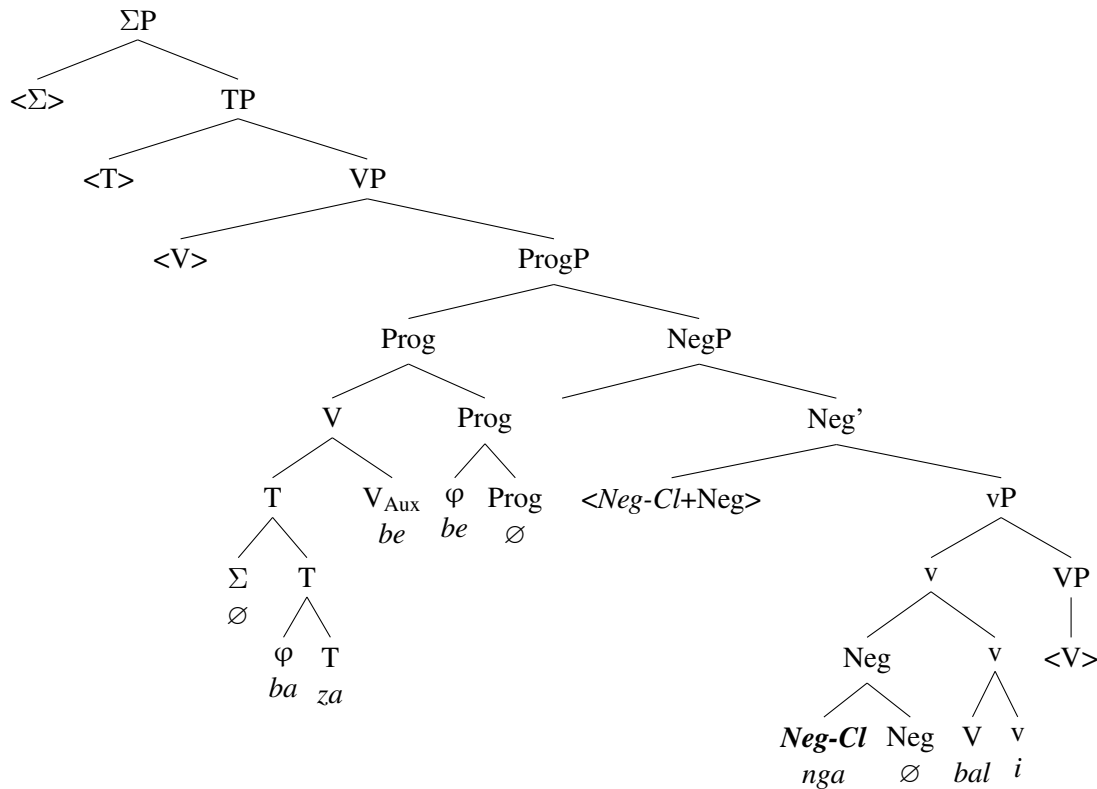 ΣP
<Σ> TP
<T> VP
<V> ProgP
Prog NegP
V Prog Neg’
T V_Aux φ Prog <Neg-Cl+Neg> vP
be be ∅
Σ T v VP
∅
φ T Neg v <V>
ba za
Neg-Cl Neg V v
nga ∅ bal i